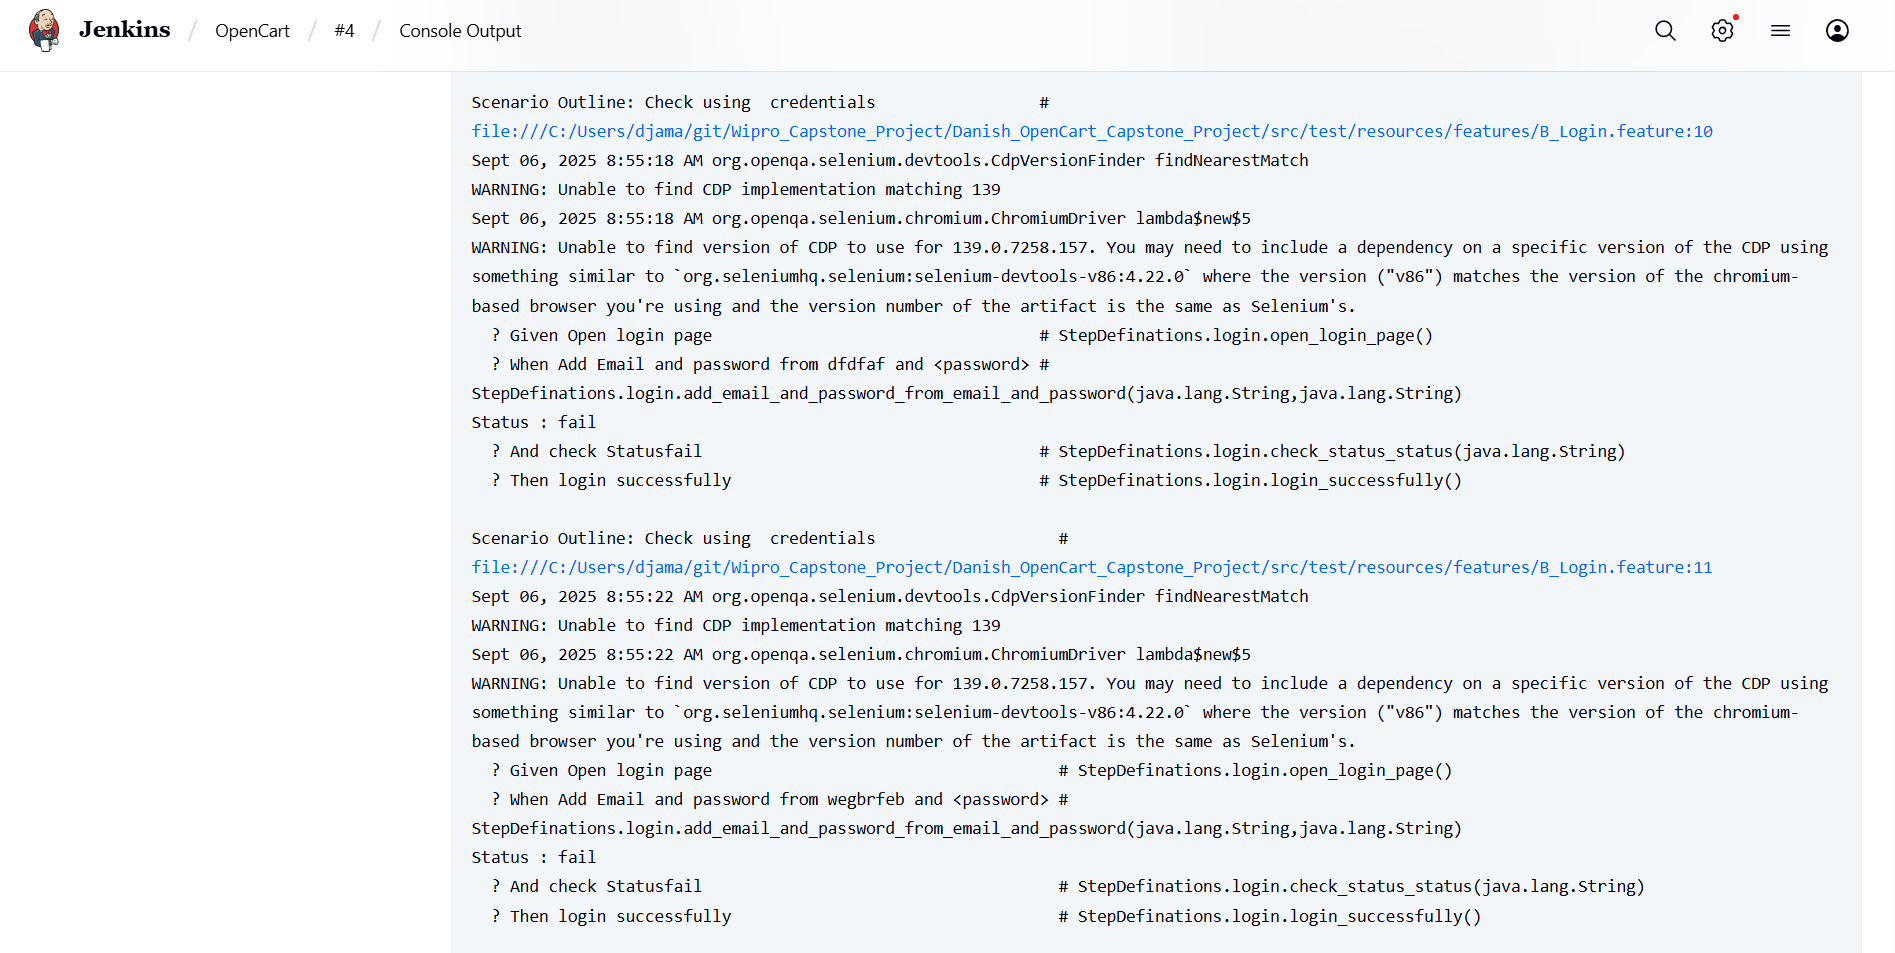 Jenkins / OpenCart / #4 / Console Output
Scenario Outline: Check using  credentials                 #
file:///C:/Users/djama/git/Wipro_Capstone_Project/Danish_OpenCart_Capstone_Project/src/test/resources/features/B_Login.feature:10
Sept 06, 2025 8:55:18 AM org.openqa.selenium.devtools.CdpVersionFinder findNearestMatch
WARNING: Unable to find CDP implementation matching 139
Sept 06, 2025 8:55:18 AM org.openqa.selenium.chromium.ChromiumDriver lambda$new$5
WARNING: Unable to find version of CDP to use for 139.0.7258.157. You may need to include a dependency on a specific version of the CDP using
something similar to `org.seleniumhq.selenium:selenium-devtools-v86:4.22.0` where the version ("v86") matches the version of the chromium-
based browser you're using and the version number of the artifact is the same as Selenium's.
  ? Given Open login page                                  # StepDefinations.login.open_login_page()
  ? When Add Email and password from dfdfaf and <password> #
StepDefinations.login.add_email_and_password_from_email_and_password(java.lang.String,java.lang.String)
Status : fail
  ? And check Statusfail                                   # StepDefinations.login.check_status_status(java.lang.String)
  ? Then login successfully                                # StepDefinations.login.login_successfully()
Scenario Outline: Check using  credentials                   #
file:///C:/Users/djama/git/Wipro_Capstone_Project/Danish_OpenCart_Capstone_Project/src/test/resources/features/B_Login.feature:11
Sept 06, 2025 8:55:22 AM org.openqa.selenium.devtools.CdpVersionFinder findNearestMatch
WARNING: Unable to find CDP implementation matching 139
Sept 06, 2025 8:55:22 AM org.openqa.selenium.chromium.ChromiumDriver lambda$new$5
WARNING: Unable to find version of CDP to use for 139.0.7258.157. You may need to include a dependency on a specific version of the CDP using
something similar to `org.seleniumhq.selenium:selenium-devtools-v86:4.22.0` where the version ("v86") matches the version of the chromium-
based browser you're using and the version number of the artifact is the same as Selenium's.
  ? Given Open login page                                    # StepDefinations.login.open_login_page()
  ? When Add Email and password from wegbrfeb and <password> #
StepDefinations.login.add_email_and_password_from_email_and_password(java.lang.String,java.lang.String)
Status : fail
  ? And check Statusfail                                     # StepDefinations.login.check_status_status(java.lang.String)
  ? Then login successfully                                  # StepDefinations.login.login_successfully()